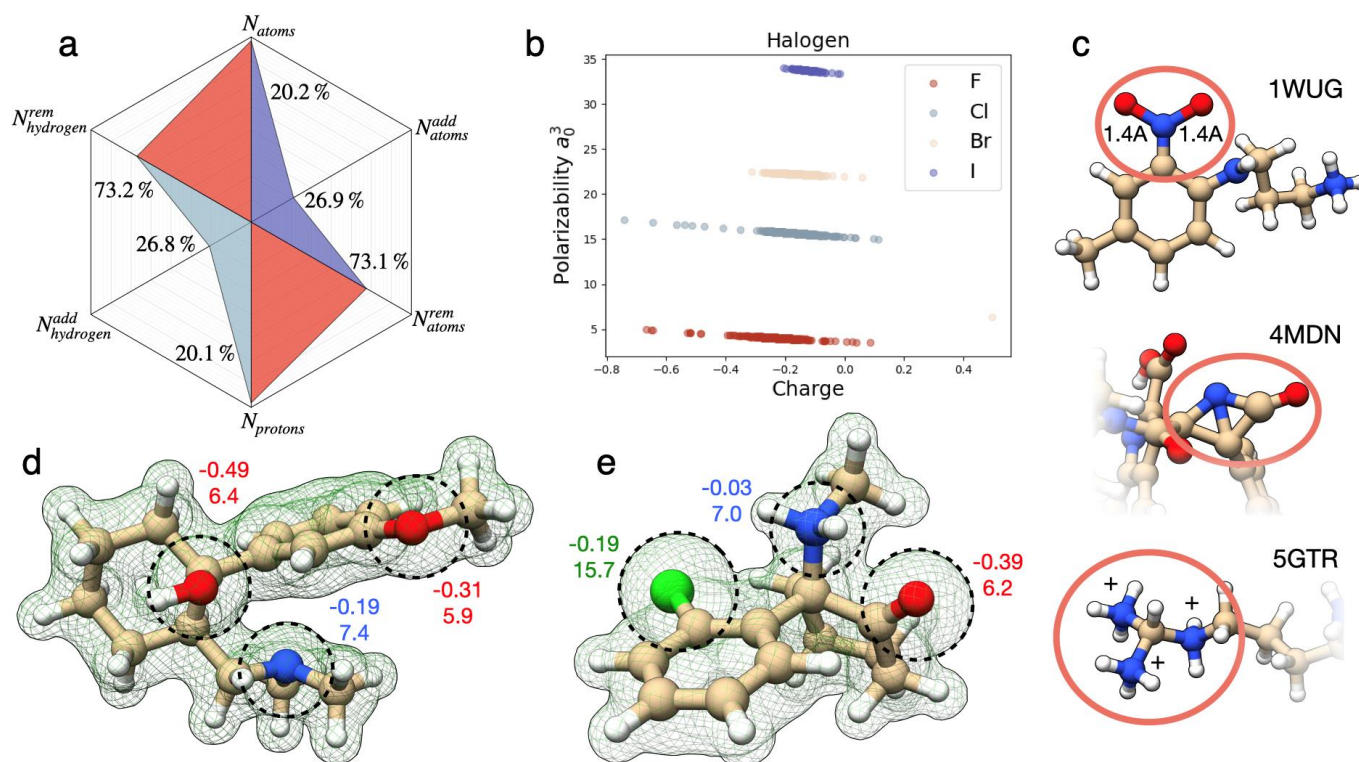 a
N_atoms
N^rem_hydrogen
20.2 %
N^add_atoms
73.2 %
26.9 %
26.8 %
73.1 %
N^add_hydrogen
20.1 %
N^rem_atoms
N_protons
b
Halogen
Polarizability a_0^3
35
30
25
20
15
10
5
F
Cl
Br
I
−0.8 −0.6 −0.4 −0.2 0.0 0.2 0.4
Charge
c
1WUG
1.4A 1.4A
4MDN
5GTR
+
+
+
d
-0.49
6.4
-0.31
5.9
-0.19
7.4
e
-0.03
7.0
-0.19
15.7
-0.39
6.2